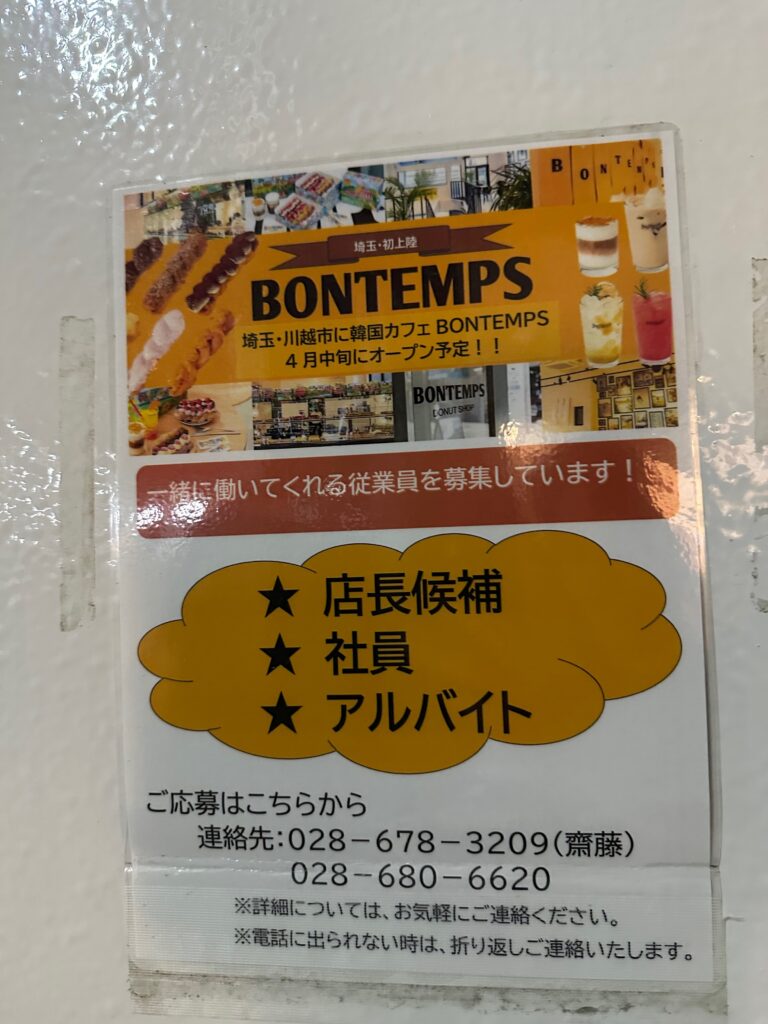 BONTEMPS
埼玉・初上陸
BONTEMPS
埼玉・川越市に韓国カフェ BONTEMPS
4月中旬にオープン予定！！
BONTEMPS
DONUT SHOP
一緒に働いてくれる従業員を募集しています！
★ 店長候補
★ 社員
★ アルバイト
ご応募はこちらから
連絡先：028－678－3209（齋藤）
028－680－6620
※詳細については、お気軽にご連絡ください。
※電話に出られない時は、折り返しご連絡いたします。